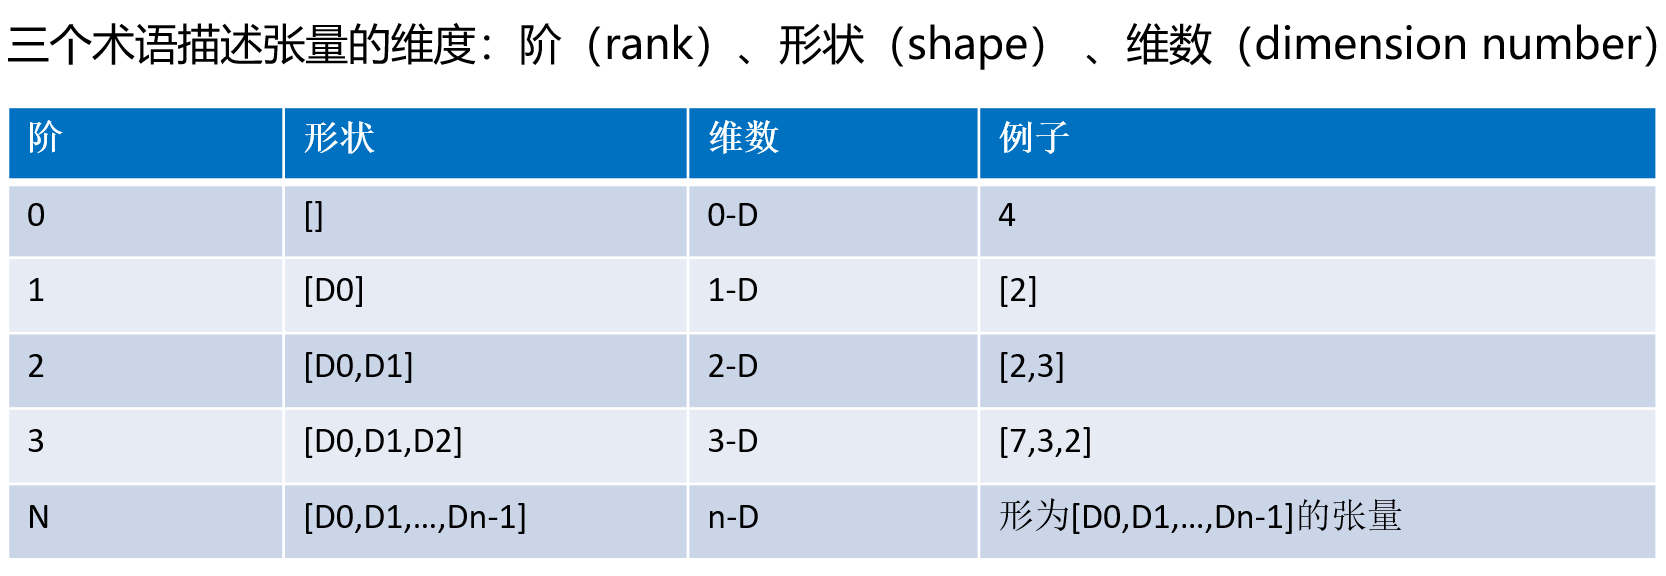 三个术语描述张量的维度：阶（rank）、形状（shape） 、维数（dimension number）
阶 形状 维数 例子
0 [] 0-D 4
1 [D0] 1-D [2]
2 [D0,D1] 2-D [2,3]
3 [D0,D1,D2] 3-D [7,3,2]
N [D0,D1,…,Dn-1] n-D 形为[D0,D1,…,Dn-1]的张量